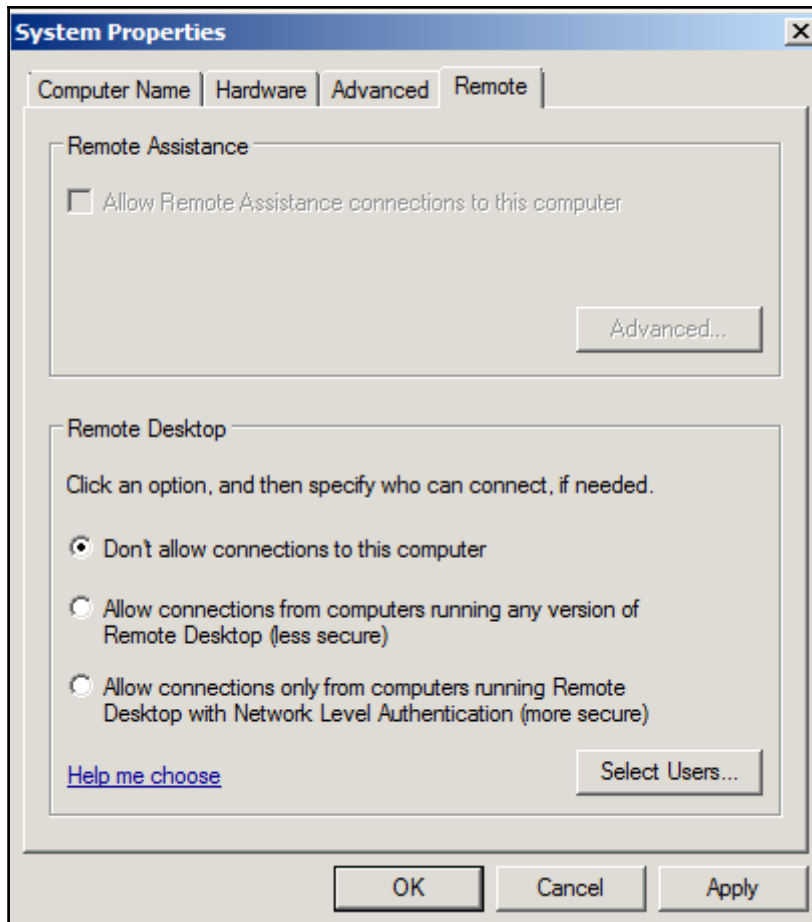 System Properties
Computer Name
Hardware
Advanced
Remote
Remote Assistance
Allow Remote Assistance connections to this computer
Advanced...
Remote Desktop
Click an option, and then specify who can connect, if needed.
Don't allow connections to this computer
Allow connections from computers running any version of
Remote Desktop (less secure)
Allow connections only from computers running Remote
Desktop with Network Level Authentication (more secure)
Help me choose
Select Users...
OK
Cancel
Apply